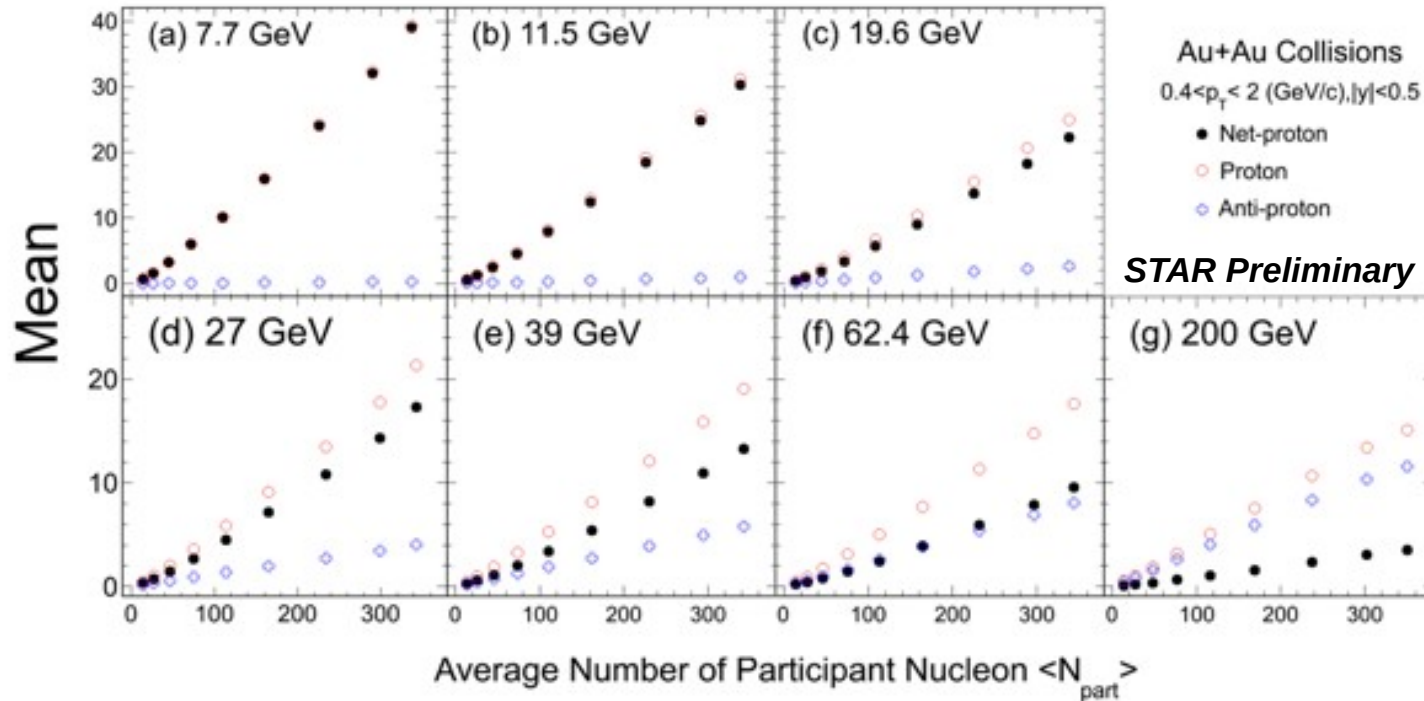 (a) 7.7 GeV
(b) 11.5 GeV
(c) 19.6 GeV
Au+Au Collisions
0.4<p_T< 2 (GeV/c),|y|<0.5
Net-proton
Proton
Anti-proton
STAR Preliminary
40
30
20
10
0
Mean
(d) 27 GeV
(e) 39 GeV
(f) 62.4 GeV
(g) 200 GeV
20
10
0
0 100 200 300
0 100 200 300
0 100 200 300
0 100 200 300
Average Number of Participant Nucleon <N_part>